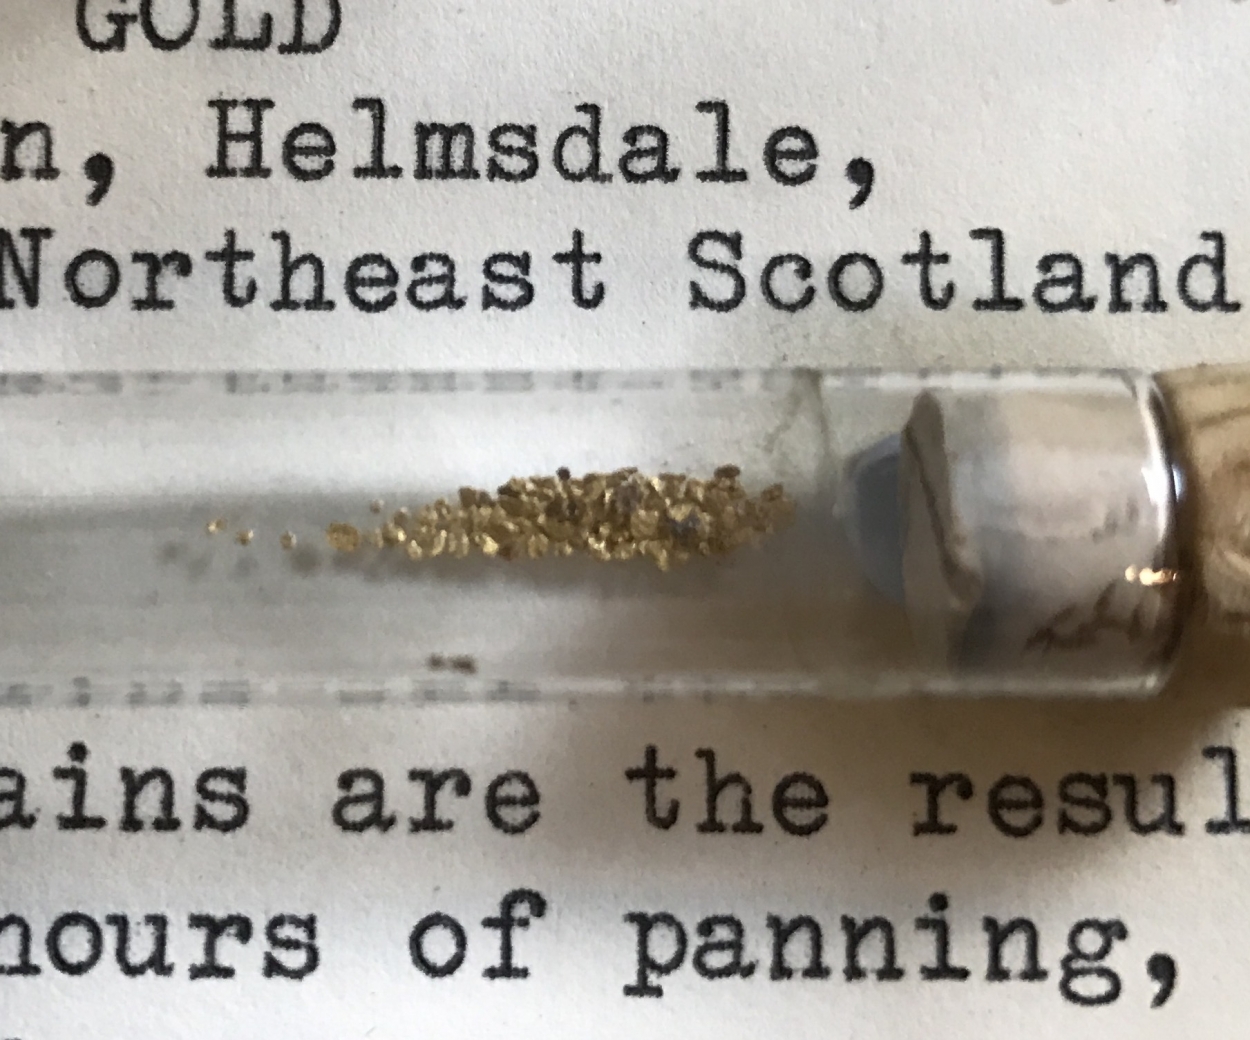 GOLD
n, Helmsdale,
Northeast Scotland
ains are the resul
hours of panning,